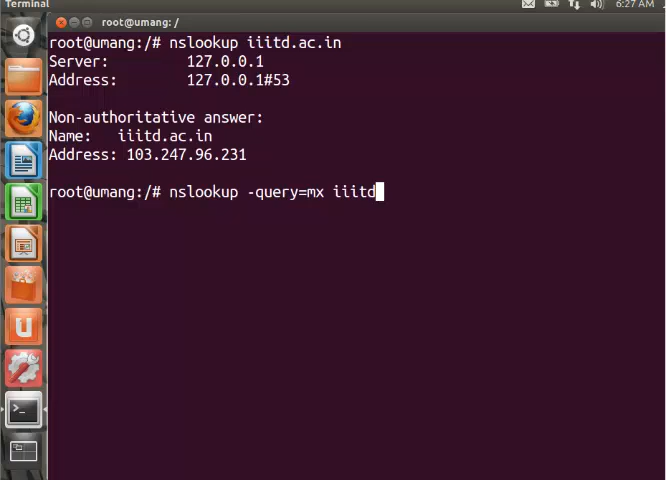 Terminal
6:27 AM
root@umang: /
root@umang:/# nslookup iiitd.ac.in
Server: 127.0.0.1
Address: 127.0.0.1#53
Non-authoritative answer:
Name: iiitd.ac.in
Address: 103.247.96.231
root@umang:/# nslookup -query=mx iiitd